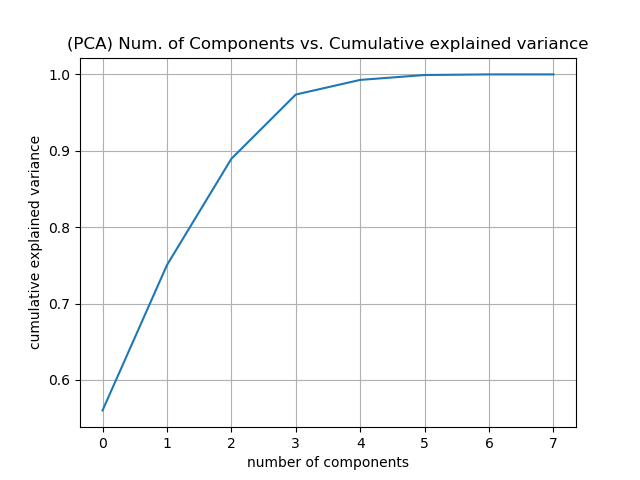 (PCA) Num. of Components vs. Cumulative explained variance
1.0
0.9
0.8
0.7
0.6
cumulative explained variance
0 1 2 3 4 5 6 7
number of components